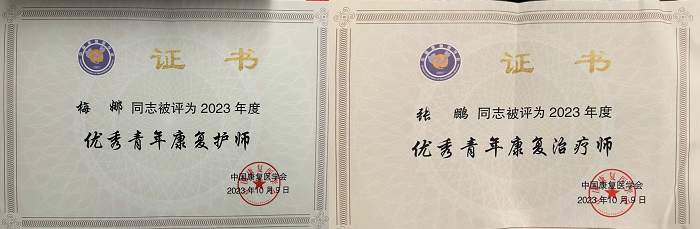 证书
梅娜 同志被评为 2023 年度
优秀青年康复护师
中国康复医学会
2023年10月9日
证书
张鹏 同志被评为 2023 年度
优秀青年康复治疗师
中国康复医学会
2023年10月9日